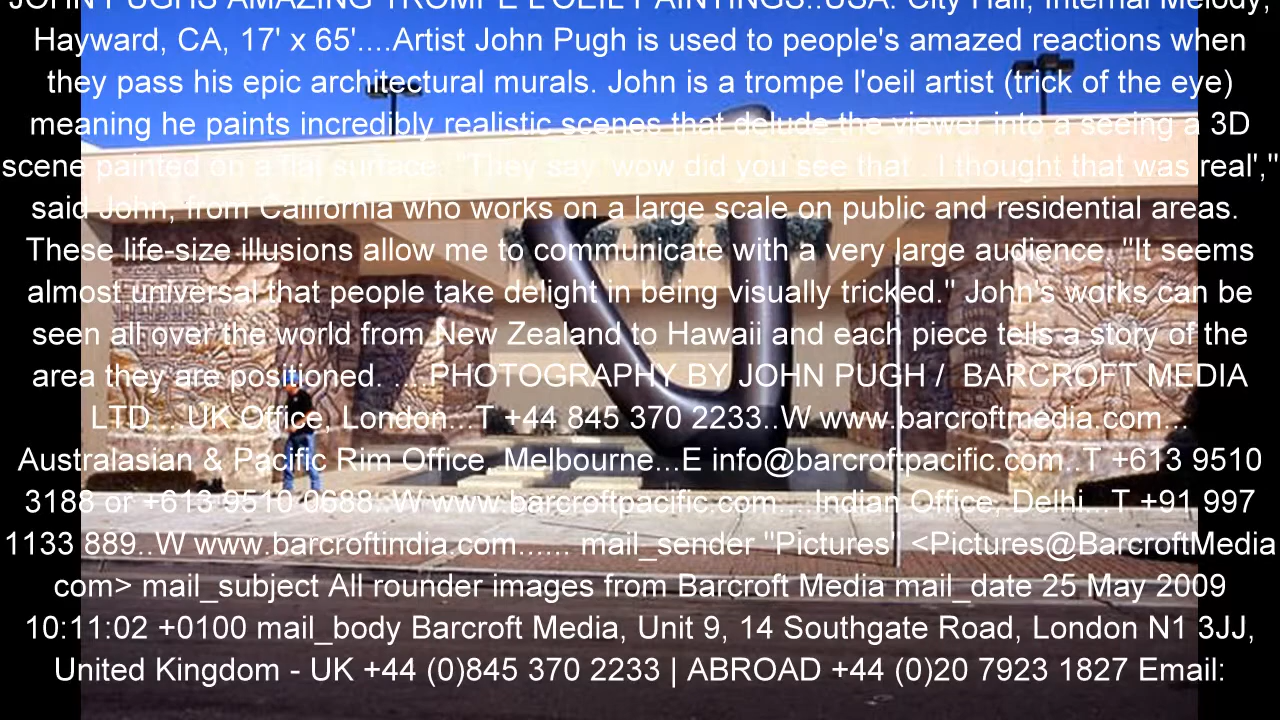 JOHN PUGHS AMAZING TROMPE L'OEIL PAINTINGS..USA: City Hall, Internal Melody,
Hayward, CA, 17' x 65'....Artist John Pugh is used to people's amazed reactions when
they pass his epic architectural murals. John is a trompe l'oeil artist (trick of the eye)
meaning he paints incredibly realistic scenes that delude the viewer into a seeing a 3D
scene painted on a flat surface. "They say, 'wow did you see that - I thought that was real',"
said John, from California who works on a large scale on public and residential areas.
These life-size illusions allow me to communicate with a very large audience. "It seems
almost universal that people take delight in being visually tricked." John's works can be
seen all over the world from New Zealand to Hawaii and each piece tells a story of the
area they are positioned. ....PHOTOGRAPHY BY JOHN PUGH / BARCROFT MEDIA
LTD... UK Office, London...T +44 845 370 2233..W www.barcroftmedia.com...
Australasian & Pacific Rim Office, Melbourne...E info@barcroftpacific.com..T +613 9510
3188 or +613 9510 0688..W www.barcroftpacific.com....Indian Office, Delhi...T +91 997
1133 889..W www.barcroftindia.com...... mail_sender "Pictures" <Pictures@BarcroftMedia
com> mail_subject All rounder images from Barcroft Media mail_date 25 May 2009
10:11:02 +0100 mail_body Barcroft Media, Unit 9, 14 Southgate Road, London N1 3JJ,
United Kingdom - UK +44 (0)845 370 2233 | ABROAD +44 (0)20 7923 1827 Email: